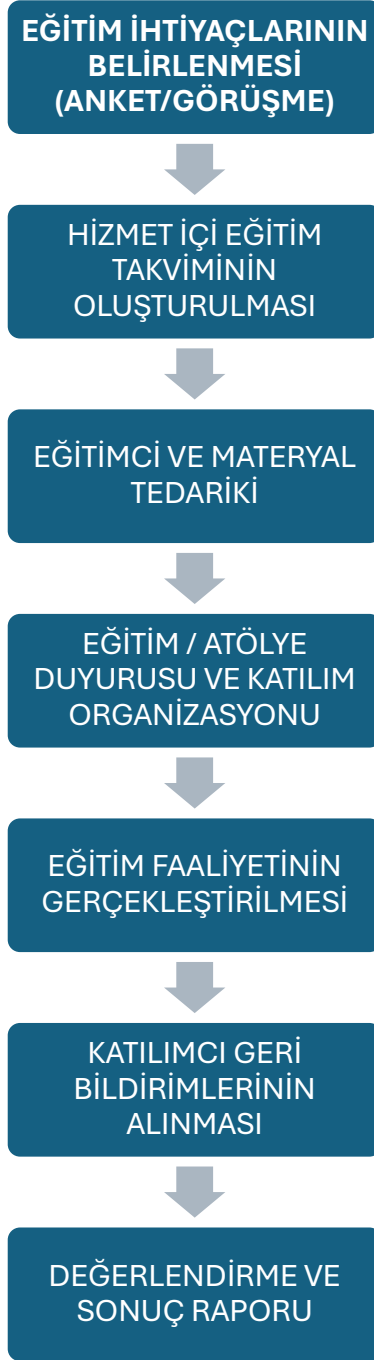 EĞİTİM İHTİYAÇLARININ
BELİRLENMESİ
(ANKET/GÖRÜŞME)
HİZMET İÇİ EĞİTİM
TAKVİMİNİN
OLUŞTURULMASI
EĞİTİMCİ VE MATERYAL
TEDARİKİ
EĞİTİM / ATÖLYE
DUYURUSU VE KATILIM
ORGANİZASYONU
EĞİTİM FAALİYETİNİN
GERÇEKLEŞTİRİLMESİ
KATILIMCI GERİ
BİLDİRİMLERİNİN
ALINMASI
DEĞERLENDİRME VE
SONUÇ RAPORU